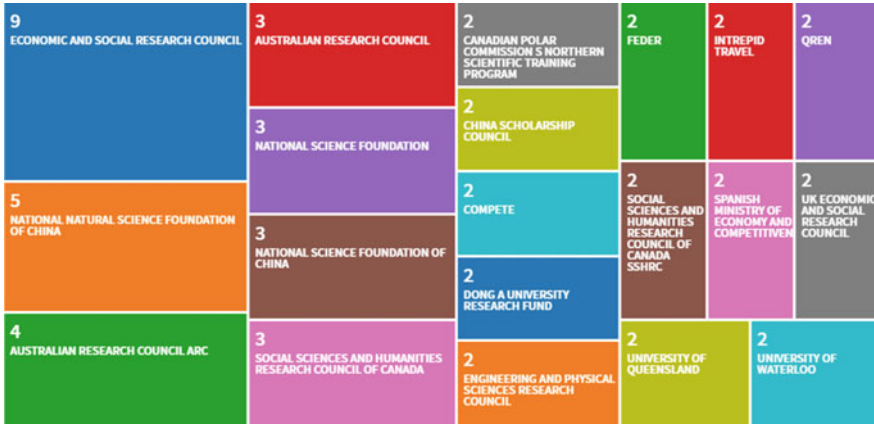 9
ECONOMIC AND SOCIAL RESEARCH COUNCIL
5
NATIONAL NATURAL SCIENCE FOUNDATION
OF CHINA
4
AUSTRALIAN RESEARCH COUNCIL ARC
3
AUSTRALIAN RESEARCH COUNCIL
3
NATIONAL SCIENCE FOUNDATION
3
NATIONAL SCIENCE FOUNDATION OF
CHINA
3
SOCIAL SCIENCES AND HUMANITIES
RESEARCH COUNCIL OF CANADA
2
CANADIAN POLAR
COMMISSION S NORTHERN
SCIENTIFIC TRAINING
PROGRAM
2
CHINA SCHOLARSHIP
COUNCIL
2
COMPETE
2
DONG A UNIVERSITY
RESEARCH FUND
2
ENGINEERING AND PHYSICAL
SCIENCES RESEARCH
COUNCIL
2
FEDER
2
INTREPID
TRAVEL
2
QREN
2
SOCIAL
SCIENCES AND
HUMANITIES
RESEARCH
COUNCIL OF
CANADA
SSHRC
2
SPANISH
MINISTRY OF
ECONOMY AND
COMPETITIVEN
2
UK ECONOMIC
AND SOCIAL
RESEARCH
COUNCIL
2
UNIVERSITY OF
QUEENSLAND
2
UNIVERSITY OF
WATERLOO